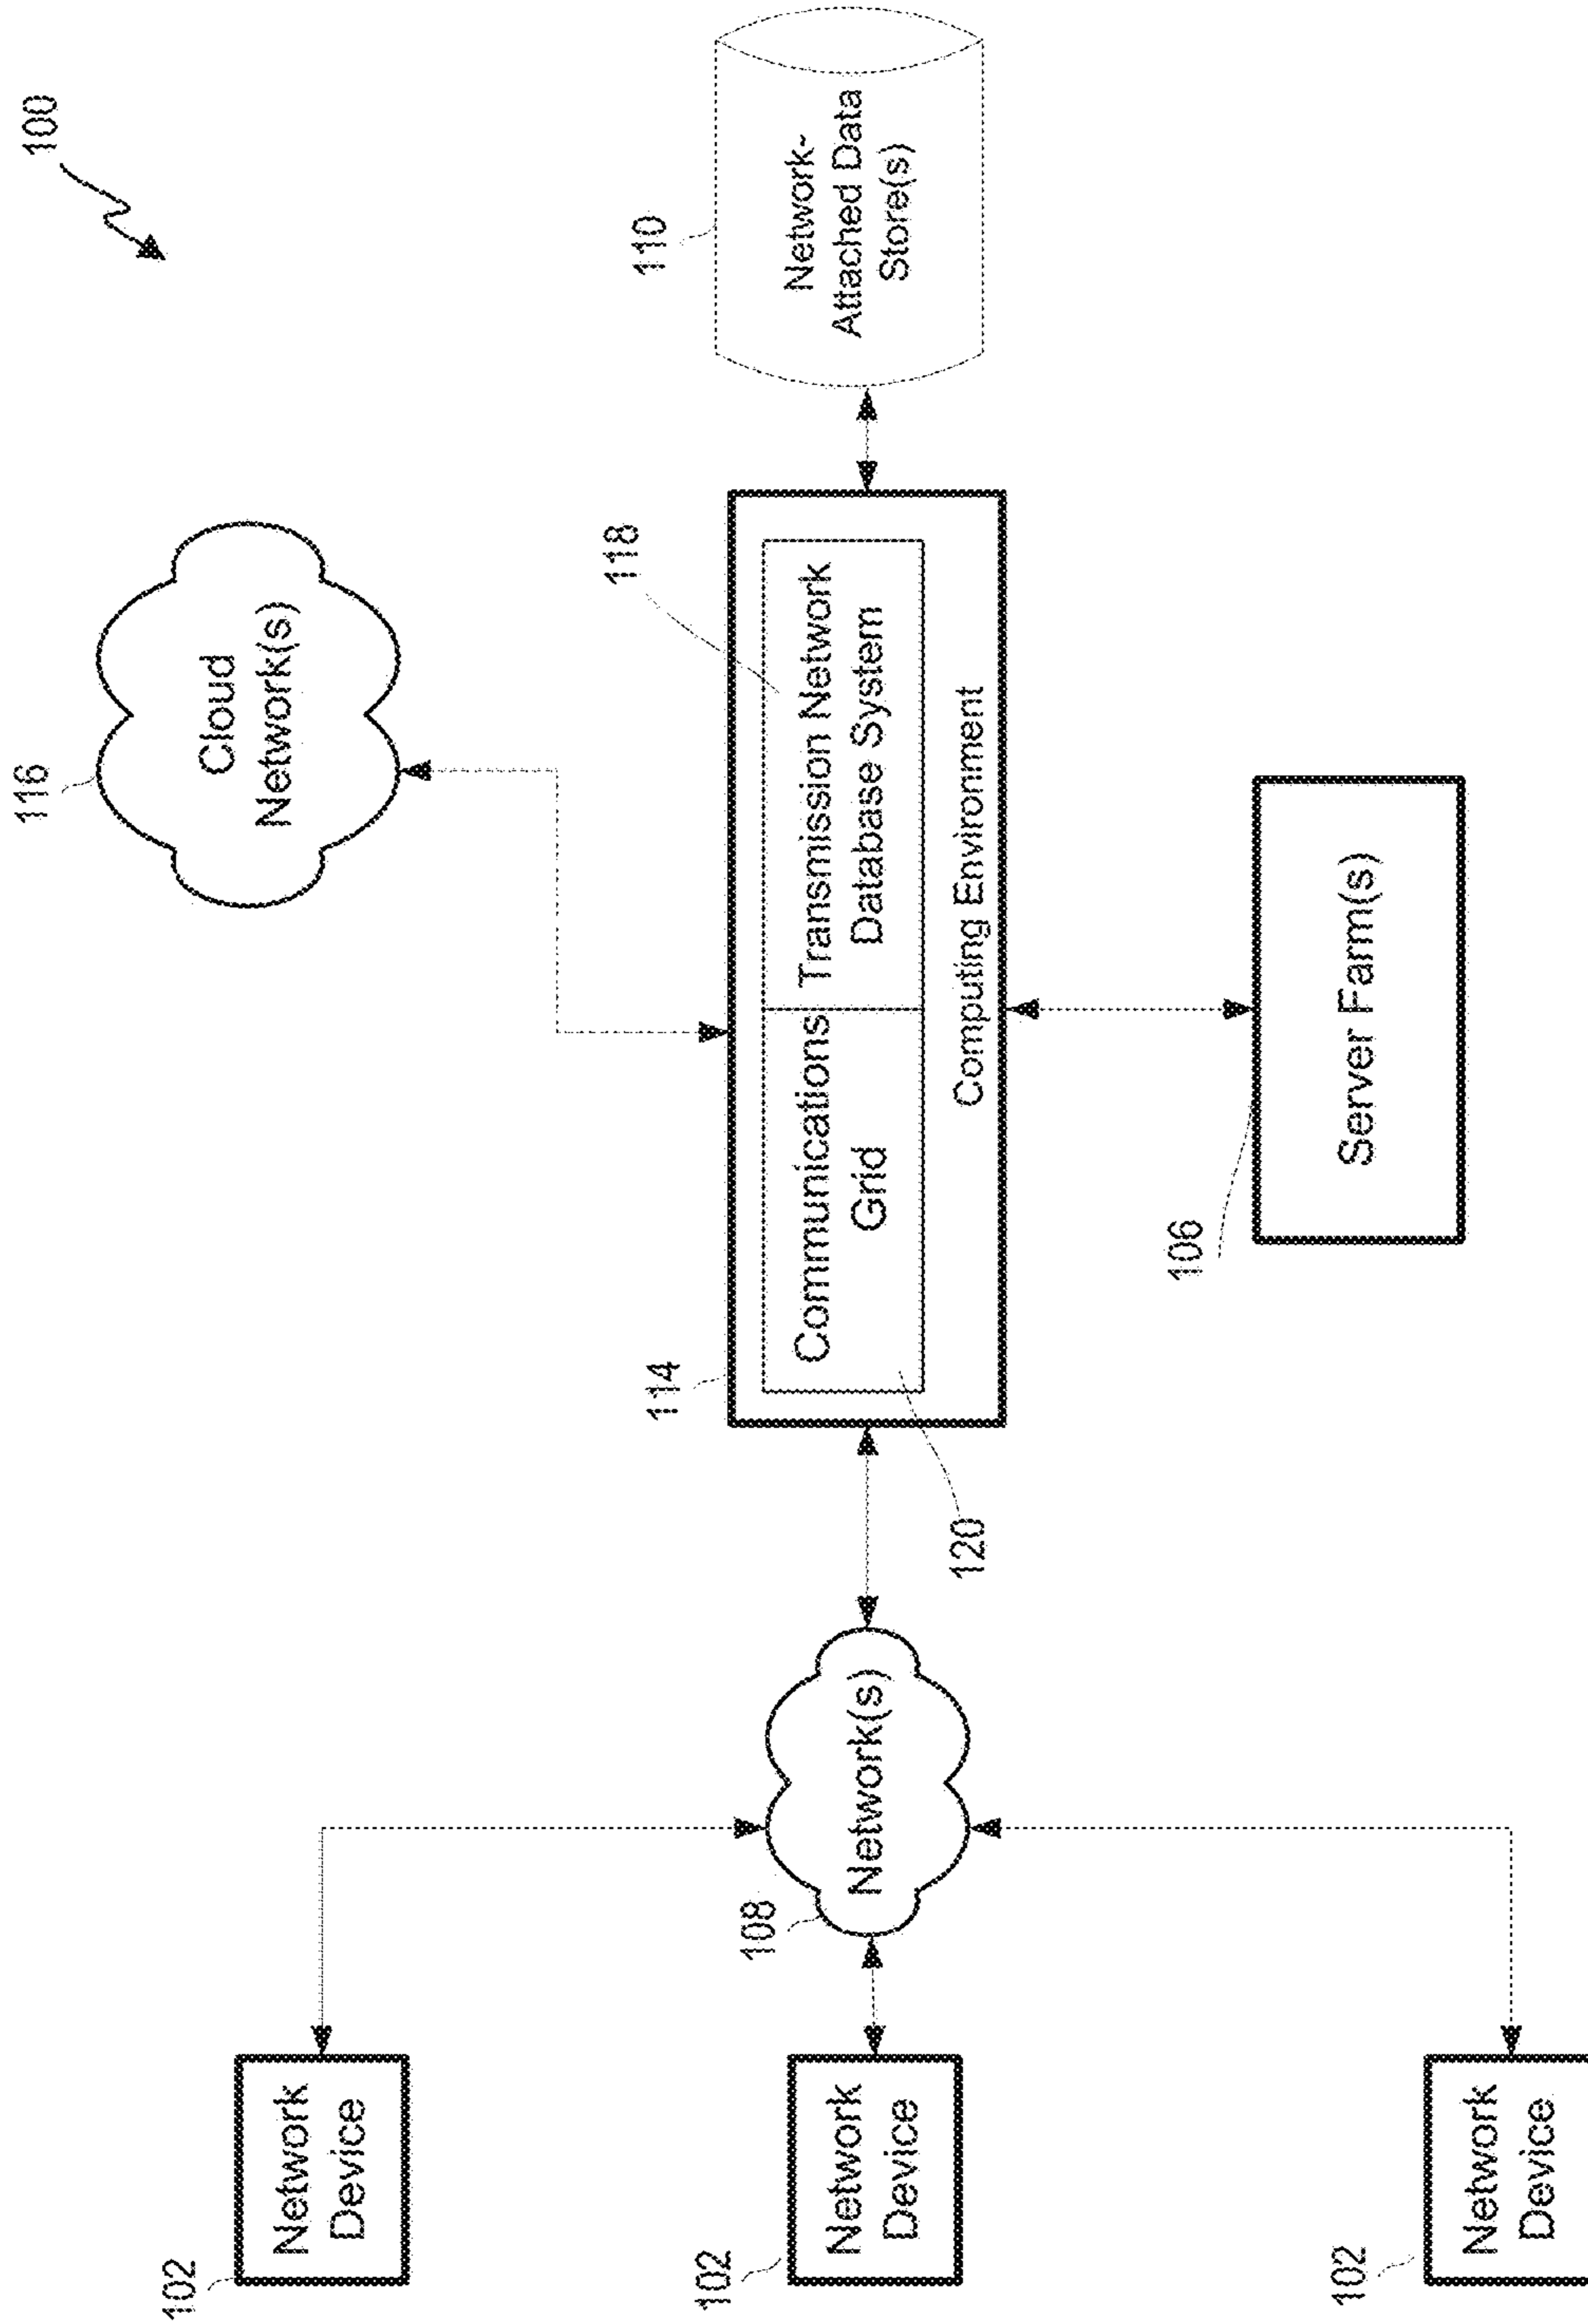 100
116
Cloud
Network(s)
110
Network-
Attached Data
Store(s)
118
114
Communications
Grid
Transmission Network
Database System
Computing Environment
120
106
Server Farm(s)
108
Network(s)
102
Network
Device
102
Network
Device
102
Network
Device